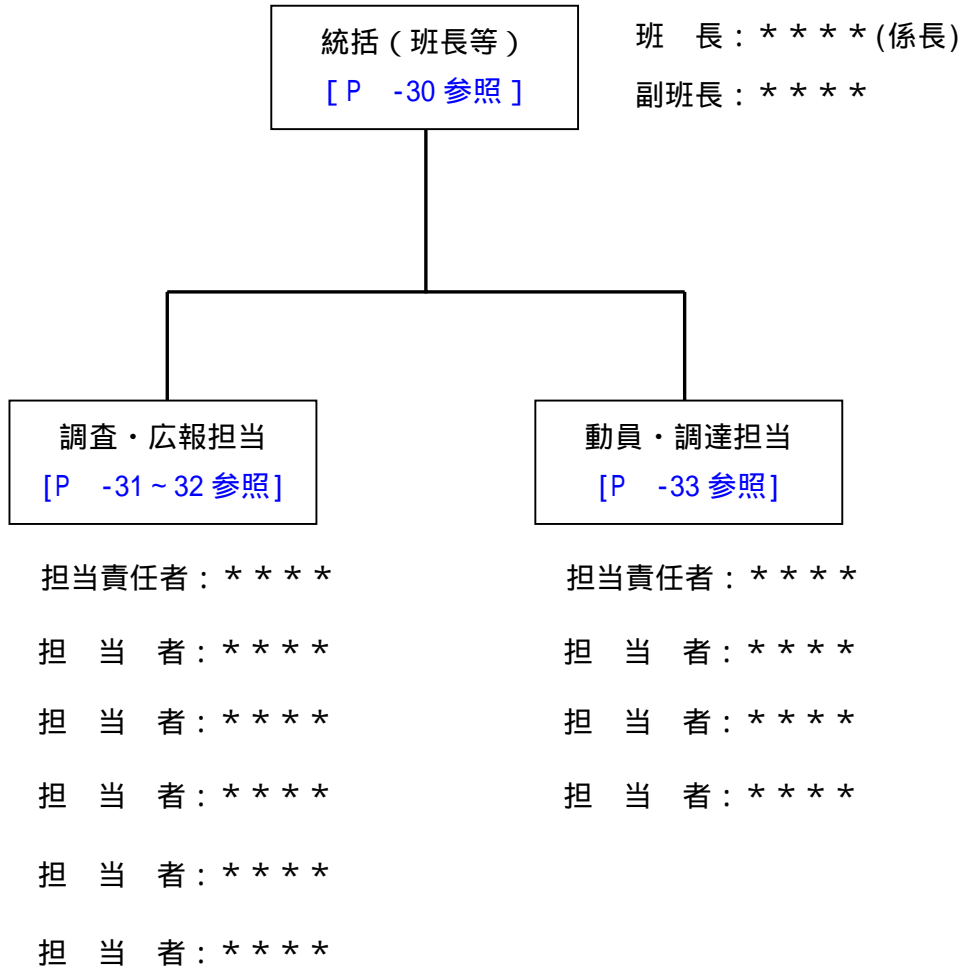 統括（班長等）
[P　-30 参照]
班　長：＊＊＊＊(係長)
副班長：＊＊＊＊
調査・広報担当
[P　-31～32 参照]
担当責任者：＊＊＊＊
担　当　者：＊＊＊＊
担　当　者：＊＊＊＊
担　当　者：＊＊＊＊
担　当　者：＊＊＊＊
担　当　者：＊＊＊＊
動員・調達担当
[P　-33 参照]
担当責任者：＊＊＊＊
担　当　者：＊＊＊＊
担　当　者：＊＊＊＊
担　当　者：＊＊＊＊